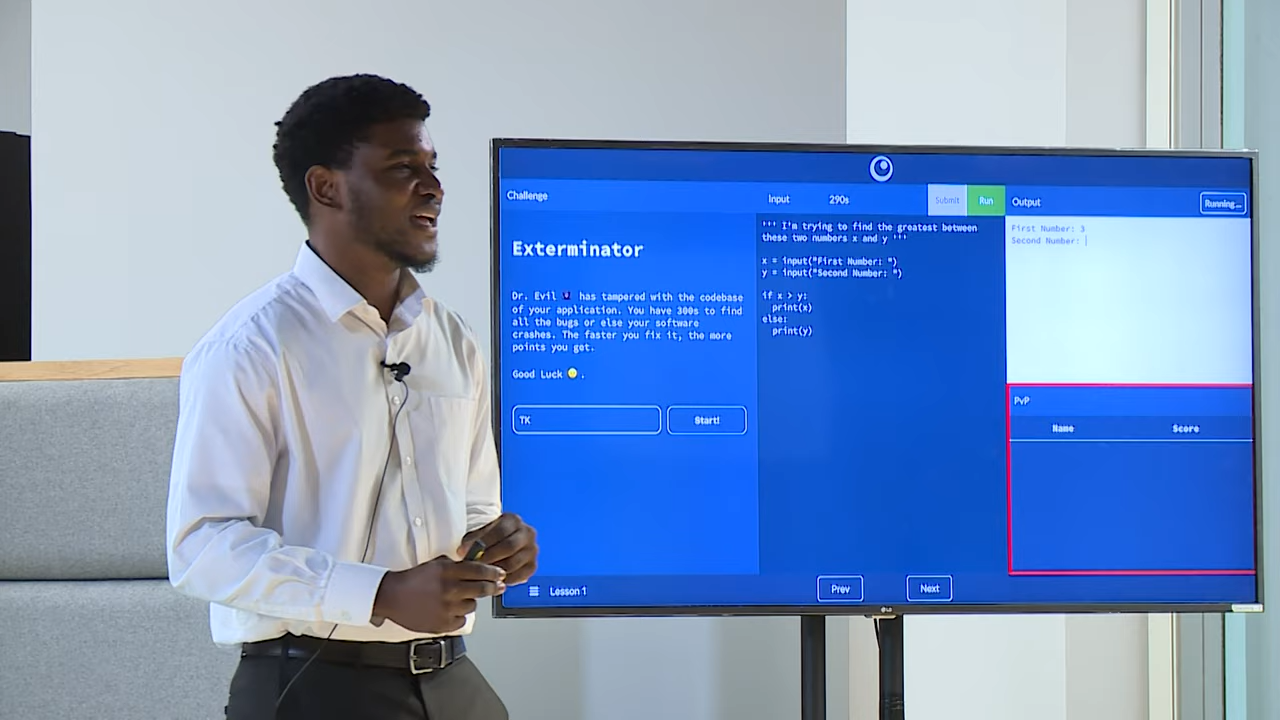 Challenge
Input
290s
Submit
Run
Output
Running...
Exterminator
Dr. Evil has tampered with the codebase
of your application. You have 300s to find
all the bugs or else your software
crashes. The faster you fix it, the more
points you get.
Good Luck .
TK
Start!
''' I'm trying to find the greatest between
these two numbers x and y '''
x = input("First Number: ")
y = input("Second Number: ")
if x > y:
print(x)
else:
print(y)
First Number: 3
Second Number:
PvP
Name
Score
Lesson 1
Prev
Next
LG